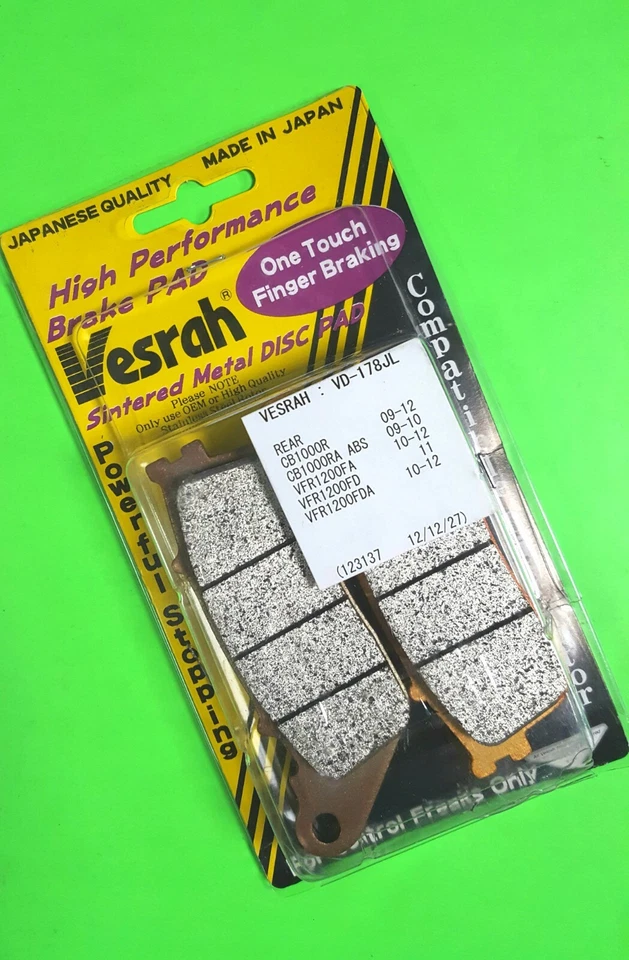 JAPANESE QUALITY MADE IN JAPAN
High Performance
Brake PAD
One Touch
Finger Braking
Vesrah®
Sintered Metal DISC PAD
Please NOTE
Only use OEM or High Quality
Powerful Stopping
VESRAH : VD-178JL
REAR
CB1000R 09-12
CB1000RA ABS 09-10
VFR1200FA 10-12
VFR1200FD 11
VFR1200FDA 10-12
(123137 12/12/27)
Control Freaks Only